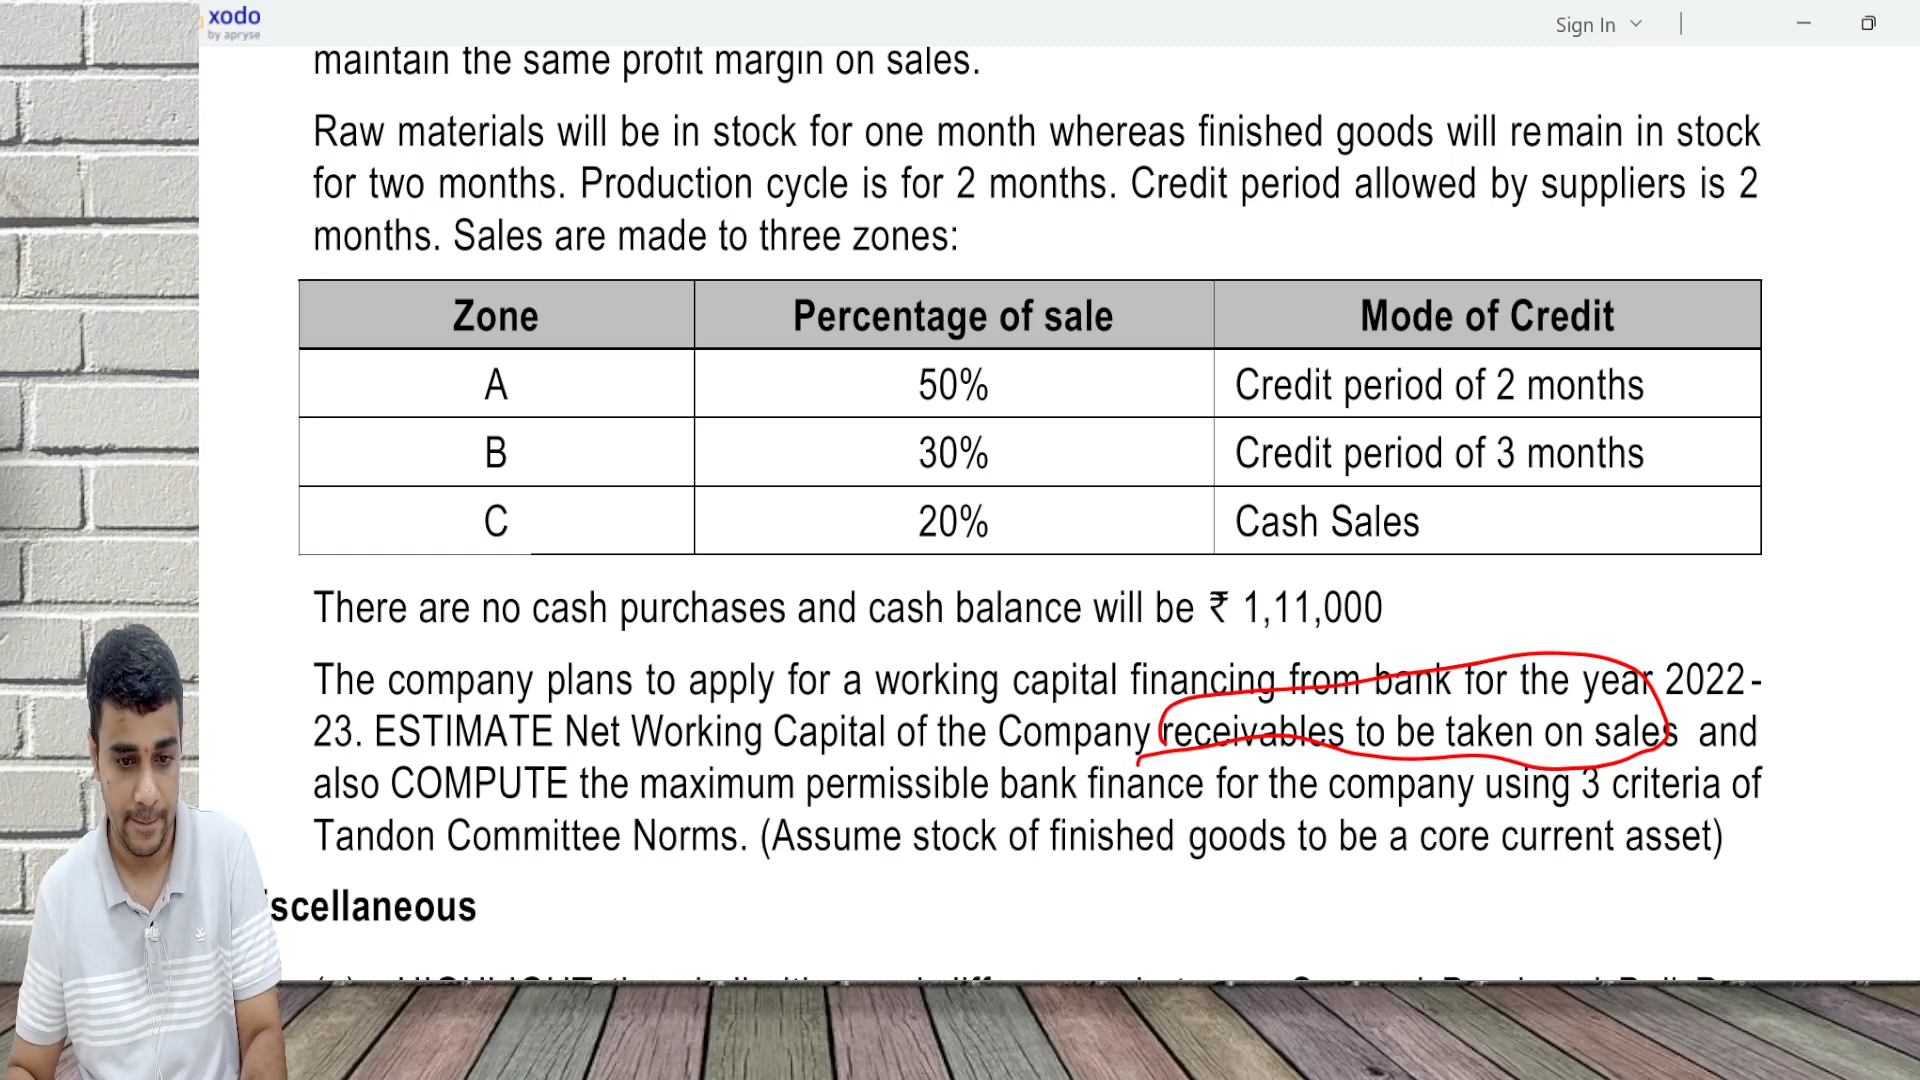 xodo
by apryse
Sign In
maintain the same profit margin on sales.
Raw materials will be in stock for one month whereas finished goods will remain in stock
for two months. Production cycle is for 2 months. Credit period allowed by suppliers is 2
months. Sales are made to three zones:
Zone Percentage of sale Mode of Credit
A 50% Credit period of 2 months
B 30% Credit period of 3 months
C 20% Cash Sales
There are no cash purchases and cash balance will be ₹ 1,11,000
The company plans to apply for a working capital financing from bank for the year 2022-
23. ESTIMATE Net Working Capital of the Company receivables to be taken on sales and
also COMPUTE the maximum permissible bank finance for the company using 3 criteria of
Tandon Committee Norms. (Assume stock of finished goods to be a core current asset)
iscellaneous